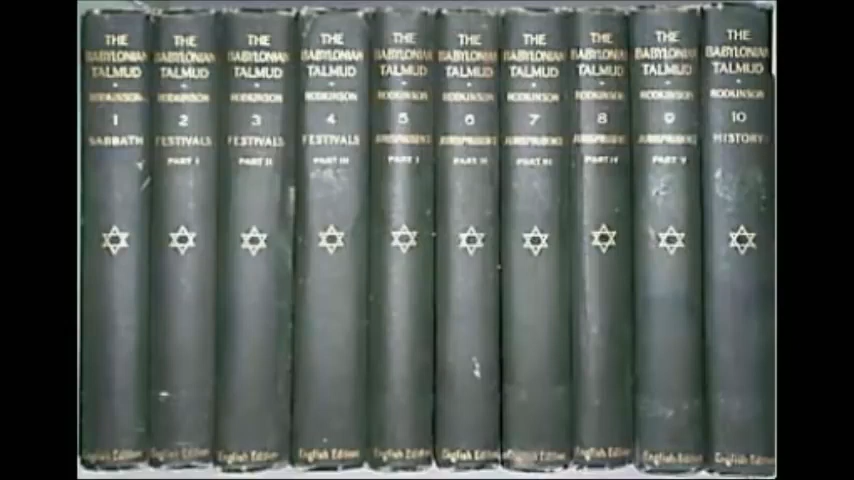 THE
BABYLONIAN
TALMUD
RODKINSON
1
SABBATH
English Edition
THE
BABYLONIAN
TALMUD
RODKINSON
2
FESTIVALS
PART I
English Edition
THE
BABYLONIAN
TALMUD
RODKINSON
3
FESTIVALS
PART II
English Edition
THE
BABYLONIAN
TALMUD
RODKINSON
4
FESTIVALS
PART III
English Edition
THE
BABYLONIAN
TALMUD
RODKINSON
5
JURISPRUDENCE
PART I
English Edition
THE
BABYLONIAN
TALMUD
RODKINSON
6
JURISPRUDENCE
PART II
English Edition
THE
BABYLONIAN
TALMUD
RODKINSON
7
JURISPRUDENCE
PART III
English Edition
THE
BABYLONIAN
TALMUD
RODKINSON
8
JURISPRUDENCE
PART IV
English Edition
THE
BABYLONIAN
TALMUD
RODKINSON
9
JURISPRUDENCE
PART V
English Edition
THE
BABYLONIAN
TALMUD
RODKINSON
10
HISTORY
English Edition